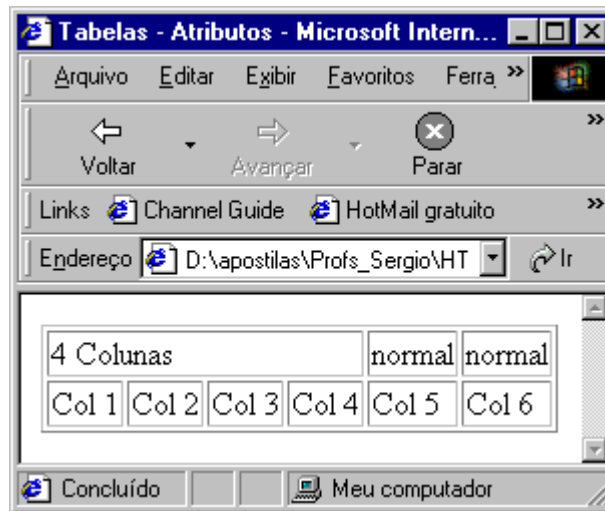 Tabelas - Atributos - Microsoft Intern...
Arquivo Editar Exibir Favoritos Ferra »
Voltar Avançar Parar »
Links Channel Guide HotMail gratuito »
Endereço D:\apostilas\Profs_Sergio\HT Ir
4 Colunas normal normal
Col 1 Col 2 Col 3 Col 4 Col 5 Col 6
Concluído Meu computador